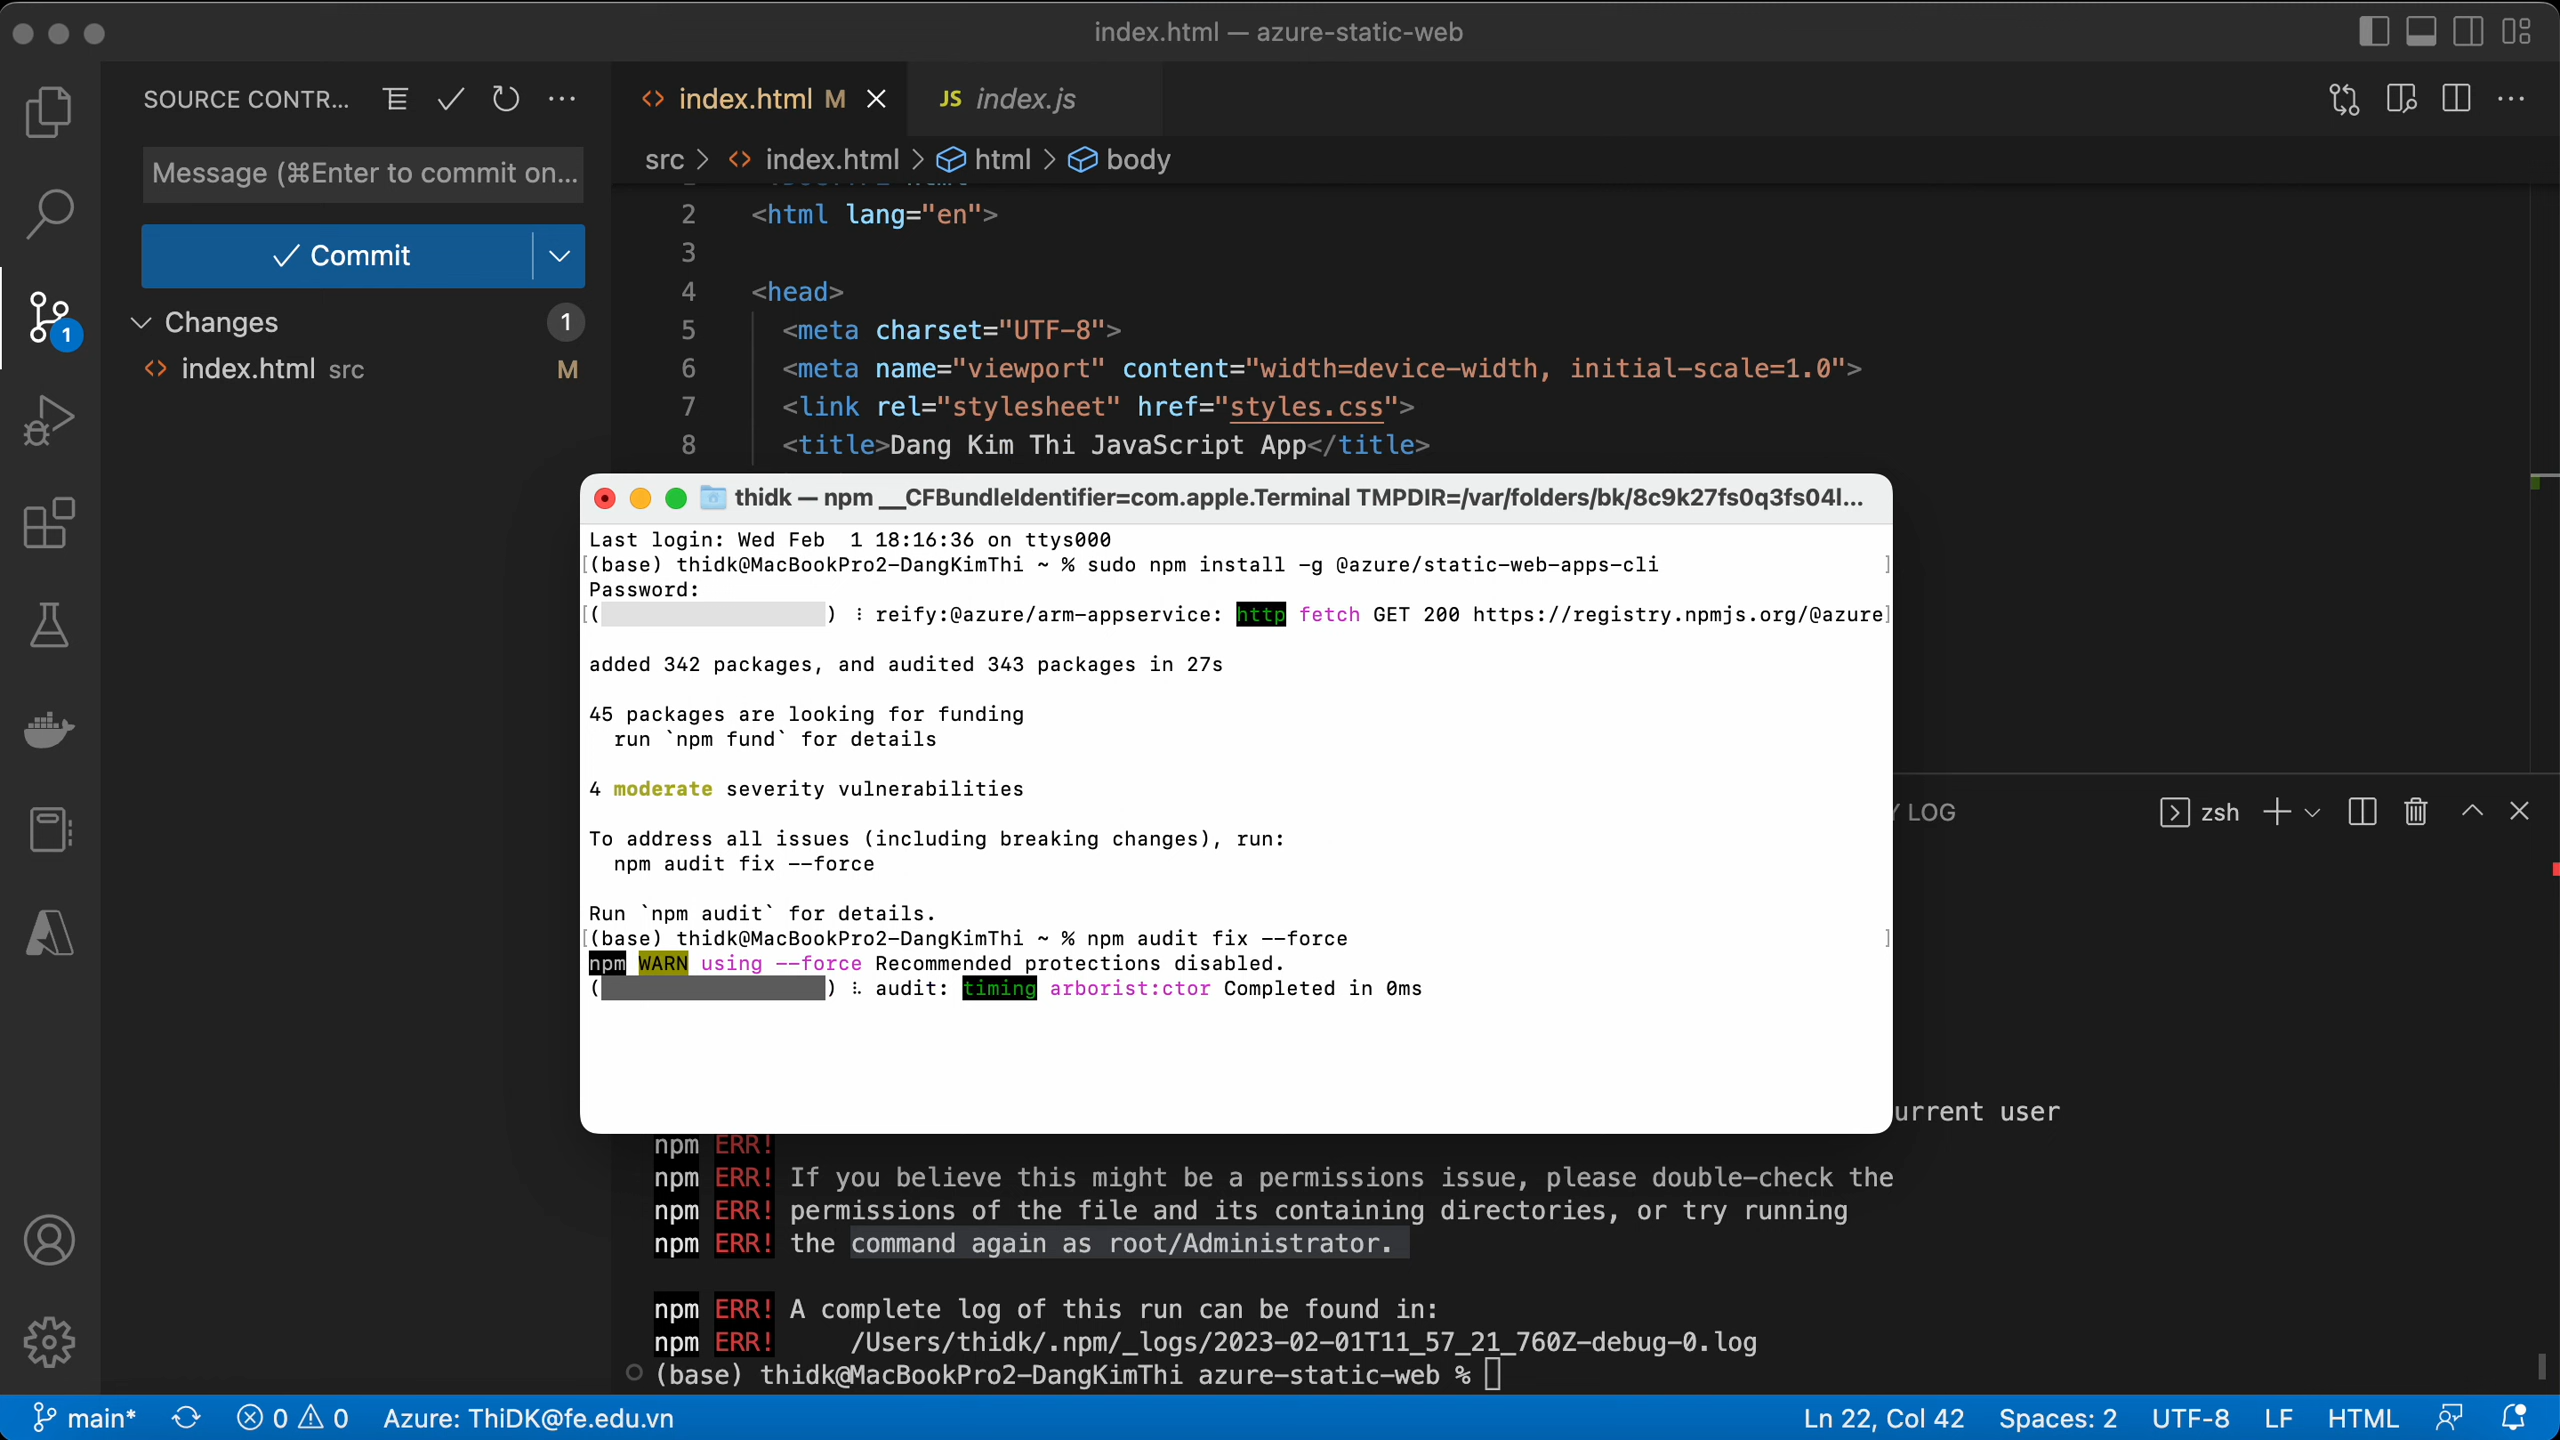 index.html — azure-static-web
SOURCE CONTR...
Message (⌘Enter to commit on...
Commit
Changes
1
index.html src
M
1
index.html M
JS index.js
src > index.html > html > body
2 <html lang="en">
3
4 <head>
5 <meta charset="UTF-8">
6 <meta name="viewport" content="width=device-width, initial-scale=1.0">
7 <link rel="stylesheet" href="styles.css">
8 <title>Dang Kim Thi JavaScript App</title>
thidk — npm __CFBundleIdentifier=com.apple.Terminal TMPDIR=/var/folders/bk/8c9k27fs0q3fs04l...
Last login: Wed Feb  1 18:16:36 on ttys000
[(base) thidk@MacBookPro2-DangKimThi ~ % sudo npm install -g @azure/static-web-apps-cli ]
Password:
[( ) ⠸ reify:@azure/arm-appservice: http fetch GET 200 https://registry.npmjs.org/@azure]
added 342 packages, and audited 343 packages in 27s
45 packages are looking for funding
run `npm fund` for details
4 moderate severity vulnerabilities
To address all issues (including breaking changes), run:
npm audit fix --force
Run `npm audit` for details.
[(base) thidk@MacBookPro2-DangKimThi ~ % npm audit fix --force ]
npm WARN using --force Recommended protections disabled.
( ) ⠧ audit: timing arborist:ctor Completed in 0ms
Y LOG
zsh
urrent user
npm ERR!
npm ERR! If you believe this might be a permissions issue, please double-check the
npm ERR! permissions of the file and its containing directories, or try running
npm ERR! the command again as root/Administrator.
npm ERR! A complete log of this run can be found in:
npm ERR! /Users/thidk/.npm/_logs/2023-02-01T11_57_21_760Z-debug-0.log
(base) thidk@MacBookPro2-DangKimThi azure-static-web %
main* 0 0 Azure: ThiDK@fe.edu.vn Ln 22, Col 42 Spaces: 2 UTF-8 LF HTML